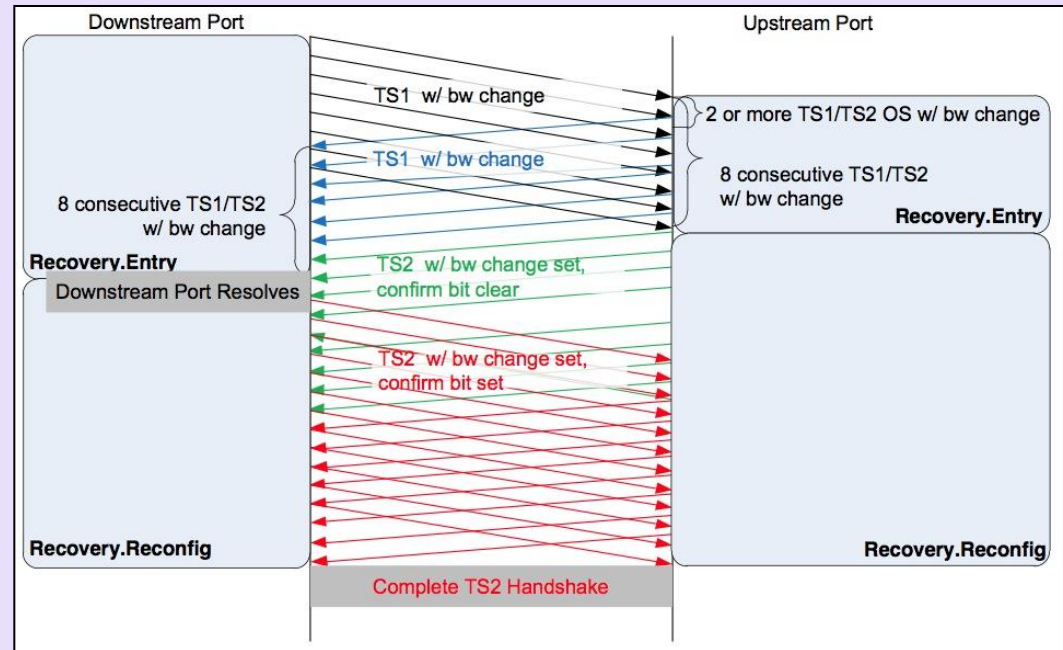 Downstream Port
Upstream Port
TS1 w/ bw change
2 or more TS1/TS2 OS w/ bw change
TS1 w/ bw change
8 consecutive TS1/TS2
w/ bw change
8 consecutive TS1/TS2
w/ bw change
Recovery.Entry
Recovery.Entry
TS2 w/ bw change set,
confirm bit clear
Downstream Port Resolves
TS2 w/ bw change set,
confirm bit set
Recovery.Reconfig
Recovery.Reconfig
Complete TS2 Handshake